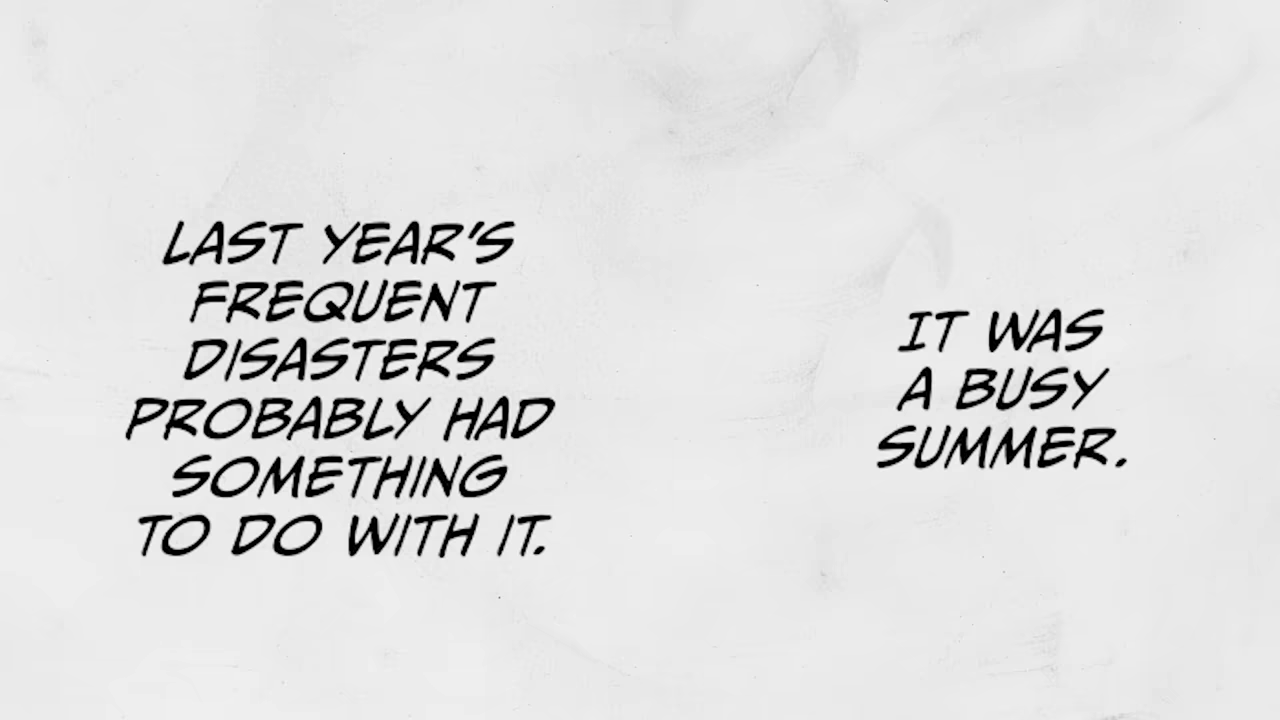 IT WAS
A BUSY
SUMMER.
LAST YEAR'S
FREQUENT
DISASTERS
PROBABLY HAD
SOMETHING
TO DO WITH IT.